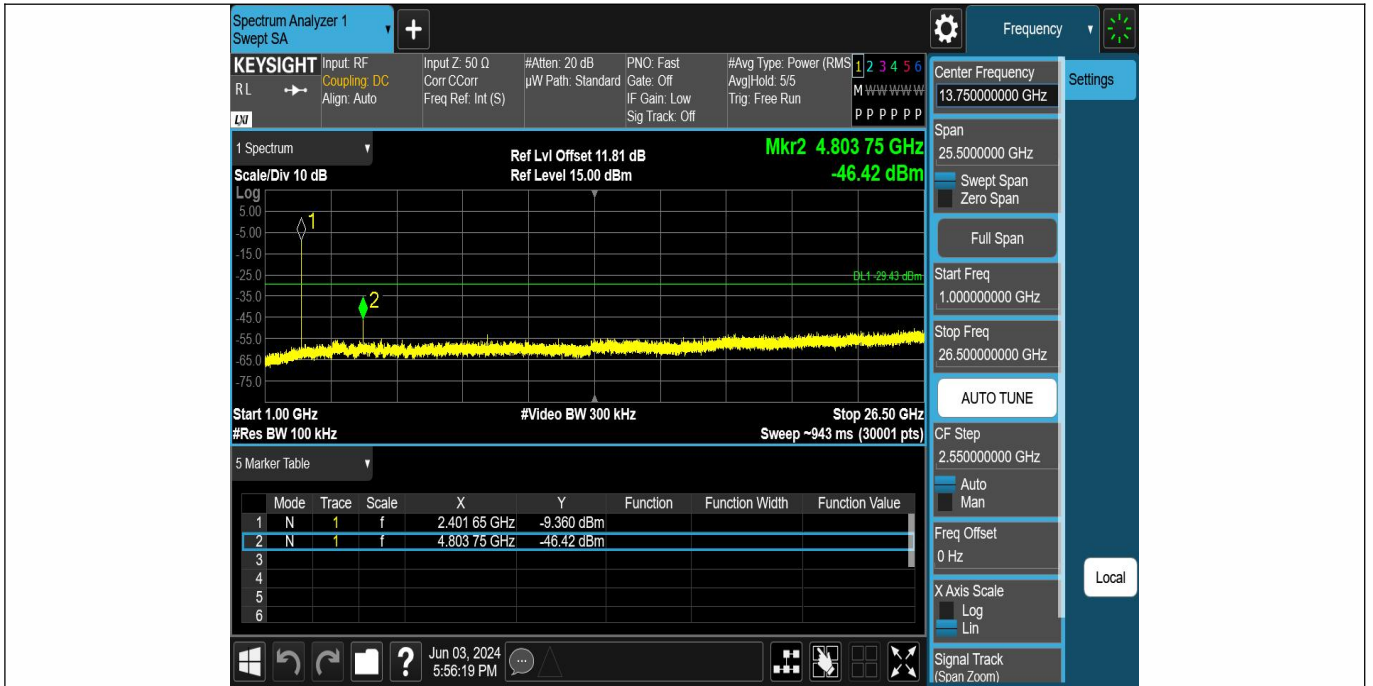 Spectrum Analyzer 1
Swept SA
+
Frequency
KEYSIGHT
RL
LXI
Input: RF
Coupling: DC
Align: Auto
Input Z: 50 Ω
Corr CCorr
Freq Ref: Int (S)
#Atten: 20 dB
µW Path: Standard
PNO: Fast
Gate: Off
IF Gain: Low
Sig Track: Off
#Avg Type: Power (RMS
Avg|Hold: 5/5
Trig: Free Run
1 2 3 4 5 6
M W W W W W
P P P P P P
1 Spectrum
Scale/Div 10 dB
Ref Lvl Offset 11.81 dB
Ref Level 15.00 dBm
Mkr2 4.803 75 GHz
-46.42 dBm
Log
5.00
-5.00
-15.0
-25.0
-35.0
-45.0
-55.0
-65.0
-75.0
1
2
DL1 -29.43 dBm
Start 1.00 GHz
#Video BW 300 kHz
Stop 26.50 GHz
#Res BW 100 kHz
Sweep ~943 ms (30001 pts)
5 Marker Table
Mode Trace Scale X Y Function Function Width Function Value
1 N 1 f 2.401 65 GHz -9.360 dBm
2 N 1 f 4.803 75 GHz -46.42 dBm
3
4
5
6
?
Jun 03, 2024
5:56:19 PM
Center Frequency
13.750000000 GHz
Span
25.5000000 GHz
Swept Span
Zero Span
Full Span
Start Freq
1.000000000 GHz
Stop Freq
26.500000000 GHz
AUTO TUNE
CF Step
2.550000000 GHz
Auto
Man
Freq Offset
0 Hz
X Axis Scale
Log
Lin
Signal Track
(Span Zoom)
Settings
Local